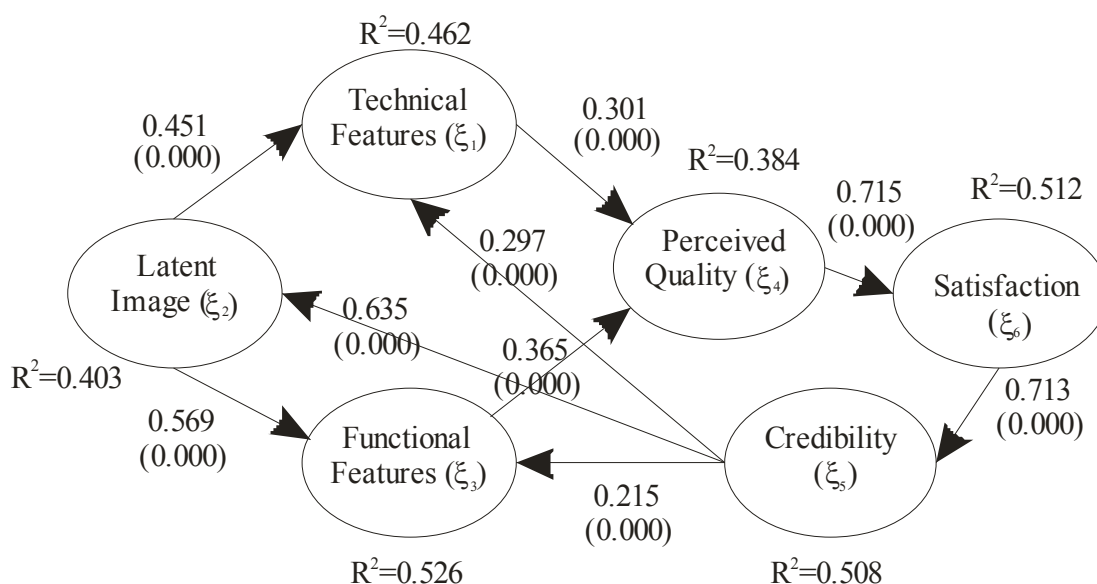 R²=0.462
Technical
Features (ξ₁)
0.451
(0.000)
0.301
(0.000)
R²=0.384
0.715
(0.000)
R²=0.512
Latent
Image (ξ₂)
0.297
(0.000)
Perceived
Quality (ξ₄)
Satisfaction
(ξ₆)
0.635
(0.000)
R²=0.403
0.365
(0.000)
0.569
(0.000)
0.713
(0.000)
Functional
Features (ξ₃)
Credibility
(ξ₅)
0.215
(0.000)
R²=0.526
R²=0.508